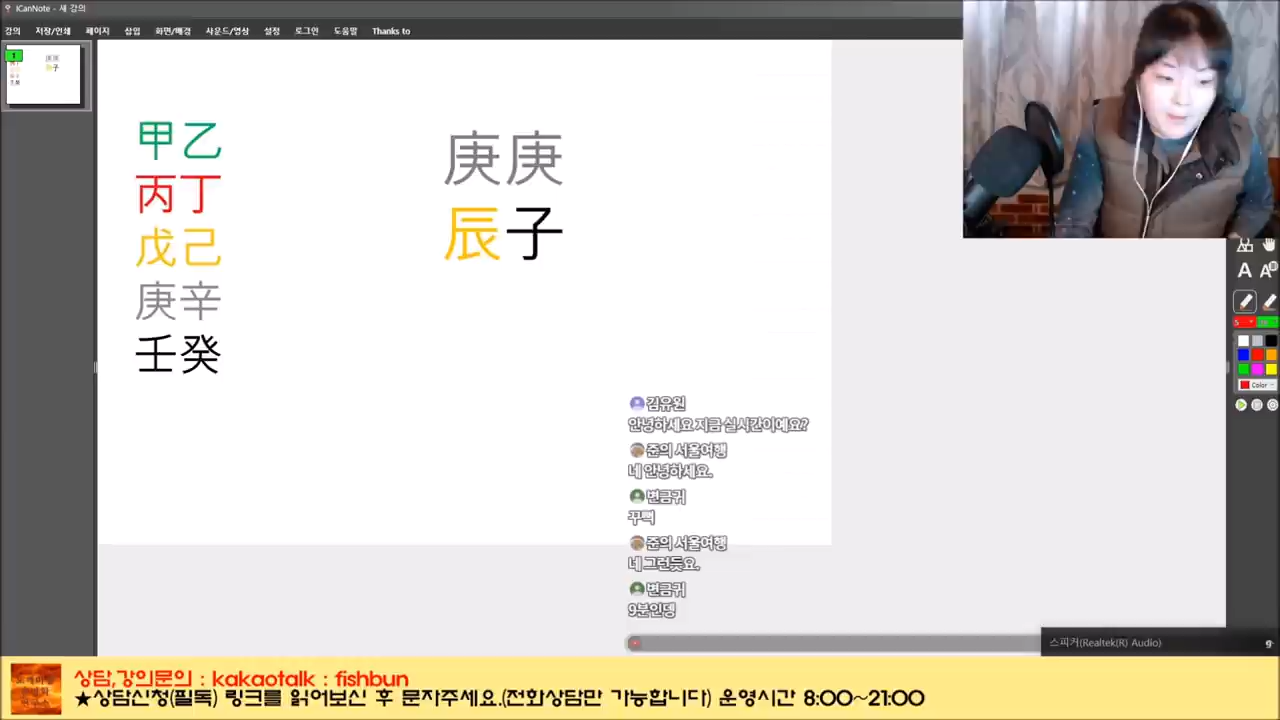 ICanNote - 새 강의
강의 저장/인쇄 페이지 삽입 화면/배경 사운드/영상 설정 로그인 도움말 Thanks to
1
甲乙
丙丁
戊己
庚辛
壬癸
庚庚
辰子
김유원
안녕하세요 지금 실시간이에요?
준의 서울여행
네 안녕하세요.
변금귀
꾸뻑
준의 서울여행
네 그런듯요.
변금귀
9분인뎅
A A
5
Color
스피커(Realtek(R) Audio)
상담,강의문의 : kakaotalk : fishbun
★상담신청(필독) 링크를 읽어보신 후 문자주세요.(전화상담만 가능합니다) 운영시간 8:00~21:00